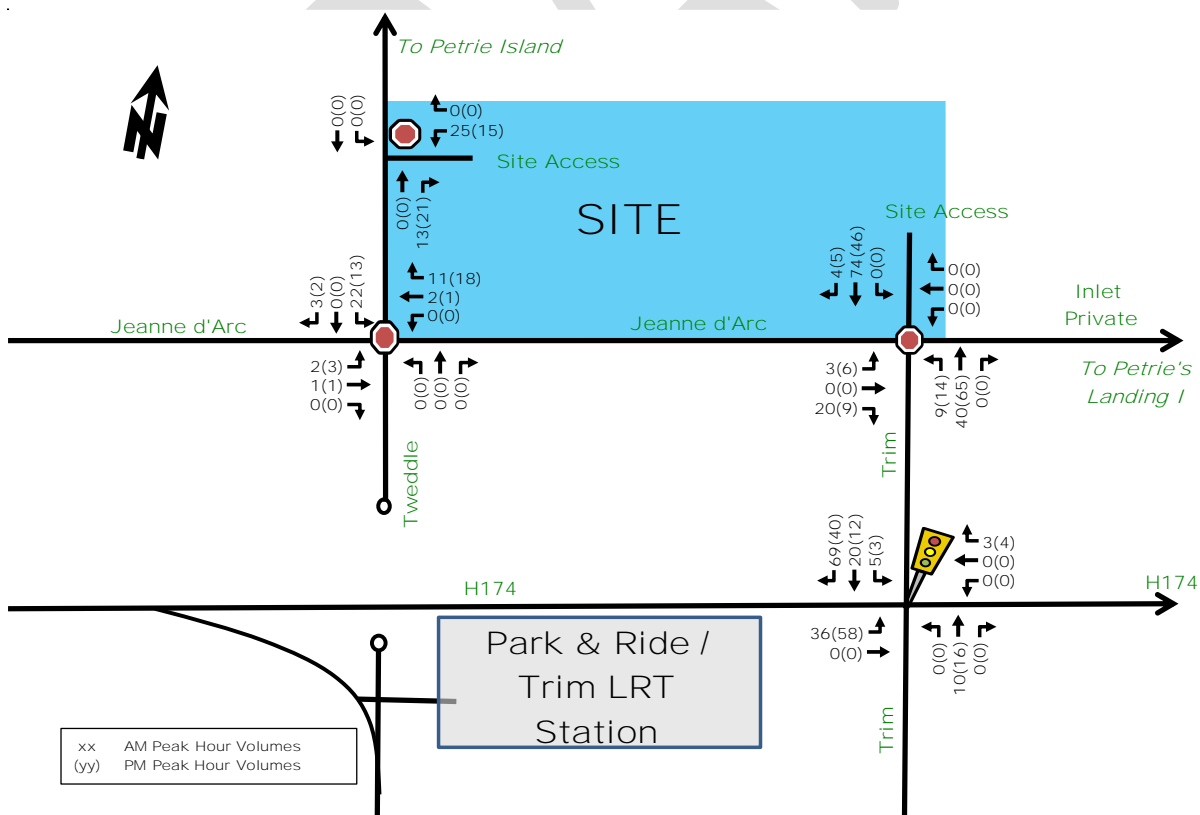 To Petrie Island
N
0(0)
0(0)
0(0)
25(15)
Site Access
0(0)
13(21)
SITE
Site Access
3(2)
0(0)
22(13)
11(18)
2(1)
0(0)
4(5)
74(46)
0(0)
0(0)
0(0)
0(0)
Inlet
Private
Jeanne d'Arc
Jeanne d'Arc
To Petrie's
Landing I
2(3)
1(1)
0(0)
0(0)
0(0)
0(0)
3(6)
0(0)
20(9)
9(14)
40(65)
0(0)
Tweddle
Trim
69(40)
20(12)
5(3)
3(4)
0(0)
0(0)
H174
H174
36(58)
0(0)
0(0)
10(16)
0(0)
Park & Ride /
Trim LRT
Station
Trim
xx AM Peak Hour Volumes
(yy) PM Peak Hour Volumes